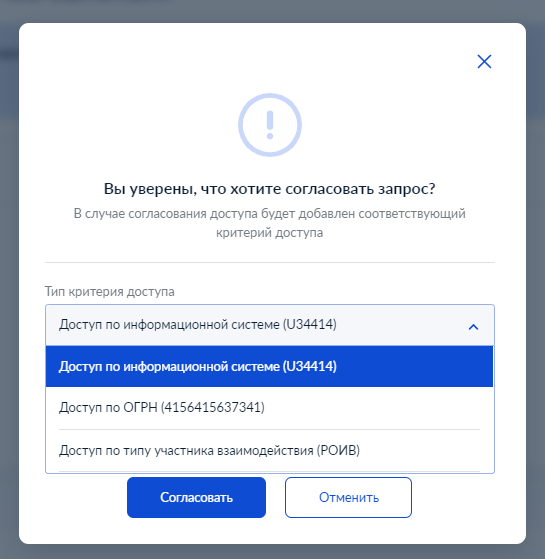 Вы уверены, что хотите согласовать запрос?
В случае согласования доступа будет добавлен соответствующий
критерий доступа
Тип критерия доступа
Доступ по информационной системе (U34414)
Доступ по информационной системе (U34414)
Доступ по ОГРН (4156415637341)
Доступ по типу участника взаимодействия (РОИВ)
Согласовать
Отменить